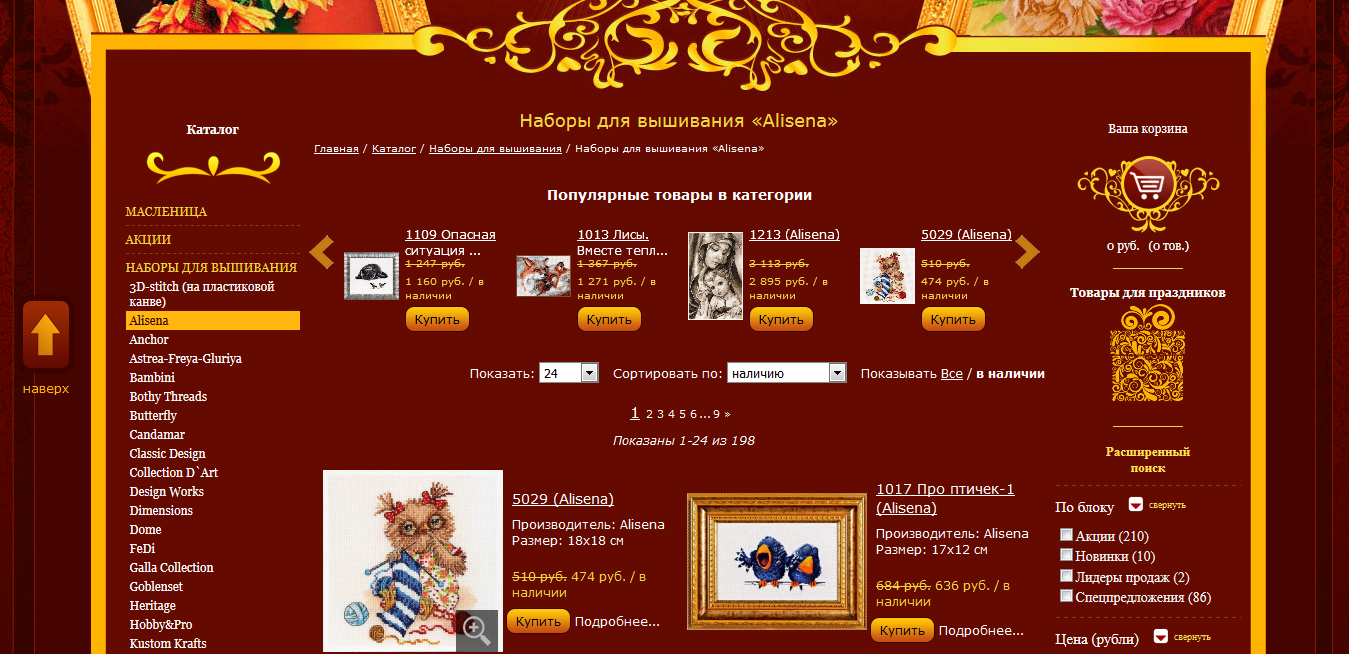 Каталог
МАСЛЕНИЦА
АКЦИИ
НАБОРЫ ДЛЯ ВЫШИВАНИЯ
3D-stitch (на пластиковой
канве)
Alisena
Anchor
Astrea-Freya-Gluriya
Bambini
Bothy Threads
Butterfly
Candamar
Classic Design
Collection D`Art
Design Works
Dimensions
Dome
FeDi
Galla Collection
Goblenset
Heritage
Hobby&Pro
Kustom Krafts
наверх
Наборы для вышивания «Alisena»
Главная / Каталог / Наборы для вышивания / Наборы для вышивания «Alisena»
Популярные товары в категории
1109 Опасная
ситуация ...
1 247 руб.
1 160 руб. / в
наличии
Купить
1013 Лисы.
Вместе тепл...
1 367 руб.
1 271 руб. / в
наличии
Купить
1213 (Alisena)
3 113 руб.
2 895 руб. / в
наличии
Купить
5029 (Alisena)
510 руб.
474 руб. / в
наличии
Купить
Показать: 24 Сортировать по: наличию Показывать Все / в наличии
1 2 3 4 5 6 ... 9 »
Показаны 1-24 из 198
5029 (Alisena)
Производитель: Alisena
Размер: 18x18 см
510 руб. 474 руб. / в
наличии
Купить Подробнее...
1017 Про птичек-1
(Alisena)
Производитель: Alisena
Размер: 17x12 см
684 руб. 636 руб. / в
наличии
Купить Подробнее...
Ваша корзина
0 руб. (0 тов.)
Товары для праздников
Расширенный
поиск
По блоку свернуть
Акции (210)
Новинки (10)
Лидеры продаж (2)
Спецпредложения (86)
Цена (рубли) свернуть